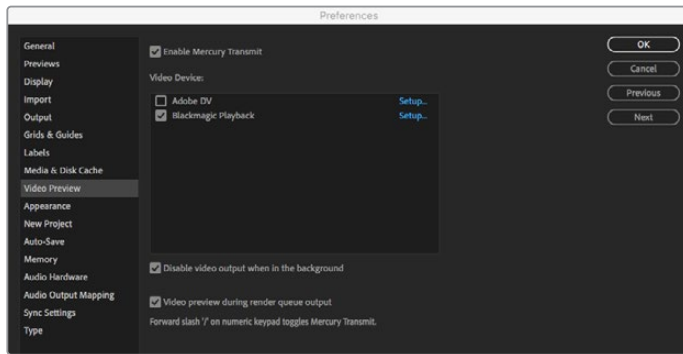 Preferences
General
Previews
Display
Import
Output
Grids & Guides
Labels
Media & Disk Cache
Video Preview
Appearance
New Project
Auto-Save
Memory
Audio Hardware
Audio Output Mapping
Sync Settings
Type
Enable Mercury Transmit
Video Device:
Adobe DV Setup...
Blackmagic Playback Setup...
Disable video output when in the background
Video preview during render queue output
Forward slash '/' on numeric keypad toggles Mercury Transmit.
OK
Cancel
Previous
Next